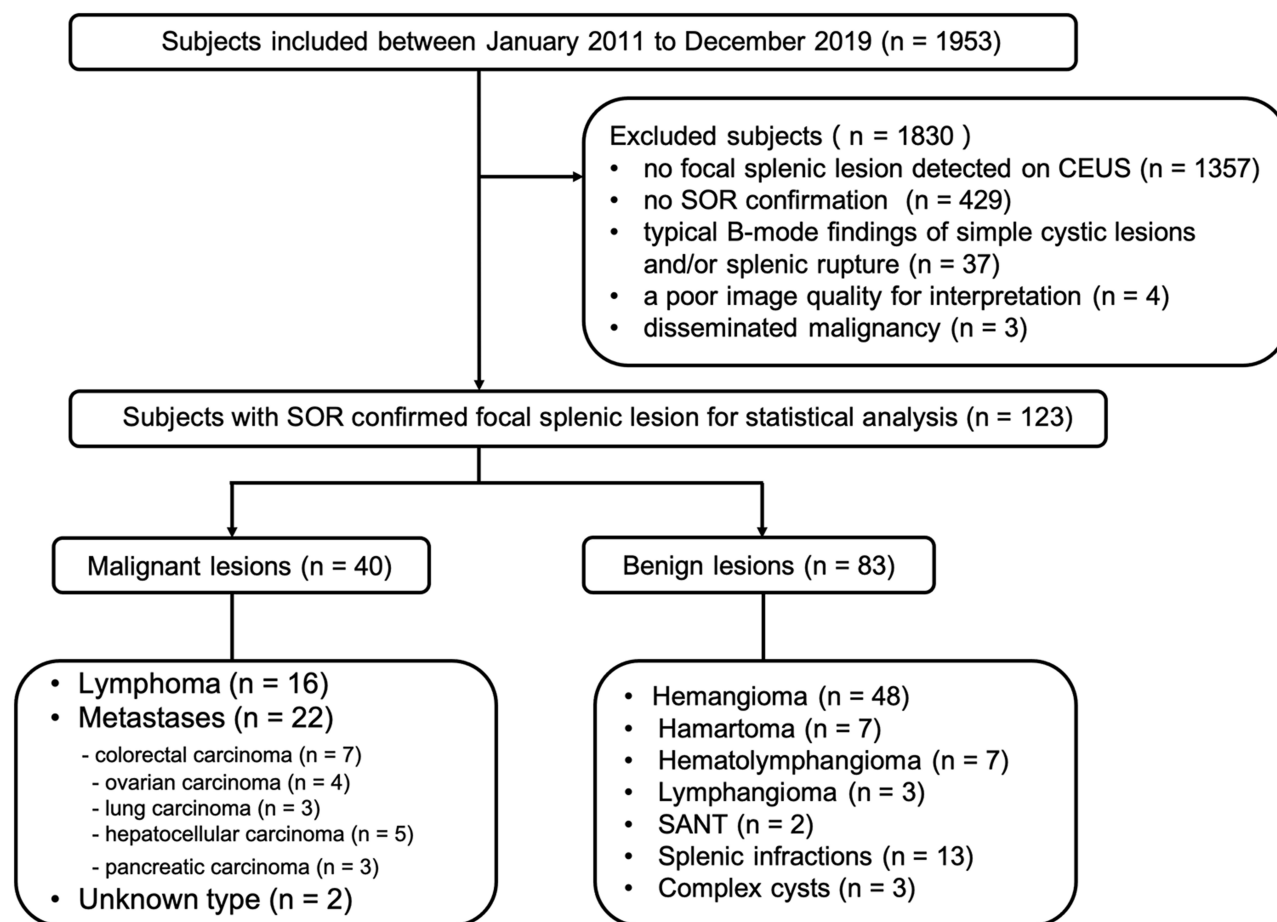 Subjects included between January 2011 to December 2019 (n = 1953)
Excluded subjects ( n = 1830 )
• no focal splenic lesion detected on CEUS (n = 1357)
• no SOR confirmation (n = 429)
• typical B-mode findings of simple cystic lesions
and/or splenic rupture (n = 37)
• a poor image quality for interpretation (n = 4)
• disseminated malignancy (n = 3)
Subjects with SOR confirmed focal splenic lesion for statistical analysis (n = 123)
Malignant lesions (n = 40)
Benign lesions (n = 83)
• Lymphoma (n = 16)
• Metastases (n = 22)
- colorectal carcinoma (n = 7)
- ovarian carcinoma (n = 4)
- lung carcinoma (n = 3)
- hepatocellular carcinoma (n = 5)
- pancreatic carcinoma (n = 3)
• Unknown type (n = 2)
• Hemangioma (n = 48)
• Hamartoma (n = 7)
• Hematolymphangioma (n = 7)
• Lymphangioma (n = 3)
• SANT (n = 2)
• Splenic infractions (n = 13)
• Complex cysts (n = 3)